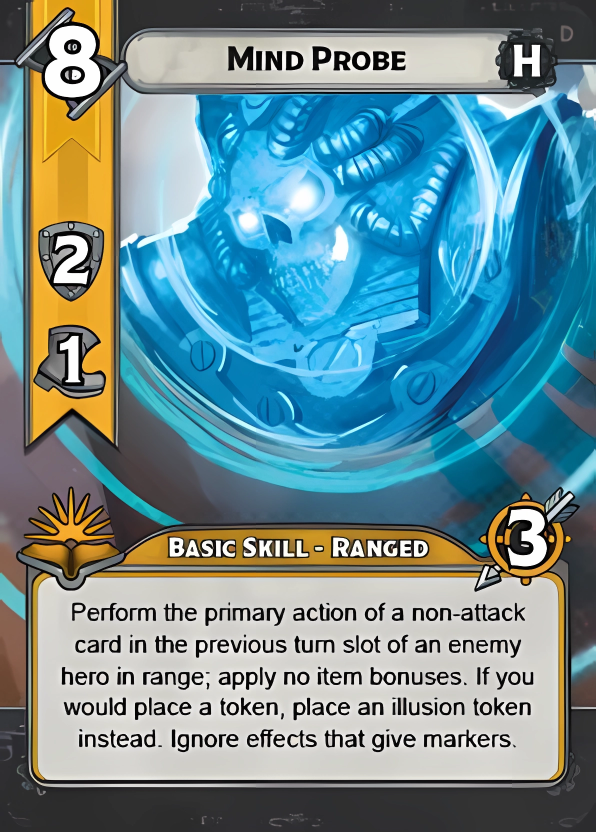 8
MIND PROBE
H
D
2
1
BASIC SKILL - RANGED
3
Perform the primary action of a non-attack
card in the previous turn slot of an enemy
hero in range; apply no item bonuses. If you
would place a token, place an illusion token
instead. Ignore effects that give markers.